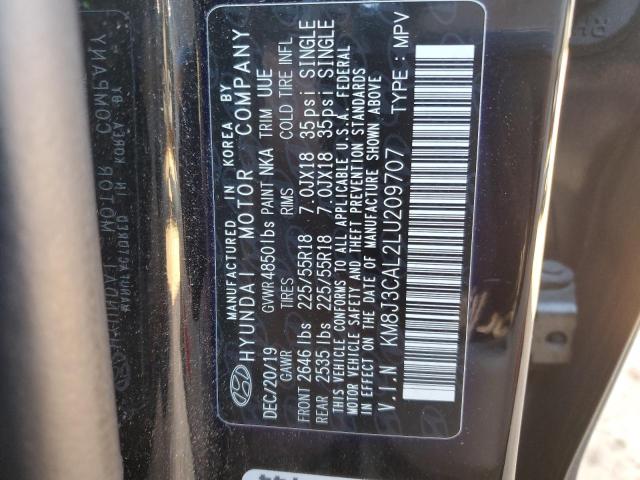 MANUFACTURED IN KOREA BY
HYUNDAI MOTOR COMPANY
DEC/20/19 GVWR 4850 lbs PAINT NKA TRIM UUE
GAWR TIRES RIMS COLD TIRE INFL
FRONT 2646 lbs 225/55R18 7.0JX18 35psi SINGLE
REAR 2535 lbs 225/55R18 7.0JX18 35psi SINGLE
THIS VEHICLE CONFORMS TO ALL APPLICABLE U.S.A. FEDERAL
MOTOR VEHICLE SAFETY AND THEFT PREVENTION STANDARDS
IN EFFECT ON THE DATE OF MANUFACTURE SHOWN ABOVE
V.I.N KM8J3CAL2LU209707 TYPE : MPV